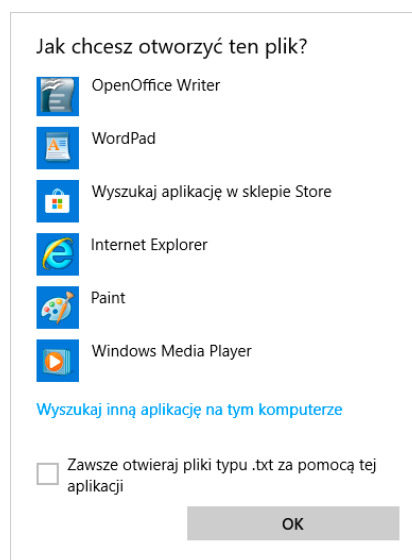 Jak chcesz otworzyć ten plik?
OpenOffice Writer
WordPad
Wyszukaj aplikację w sklepie Store
Internet Explorer
Paint
Windows Media Player
Wyszukaj inną aplikację na tym komputerze
Zawsze otwieraj pliki typu .txt za pomocą tej
aplikacji
OK